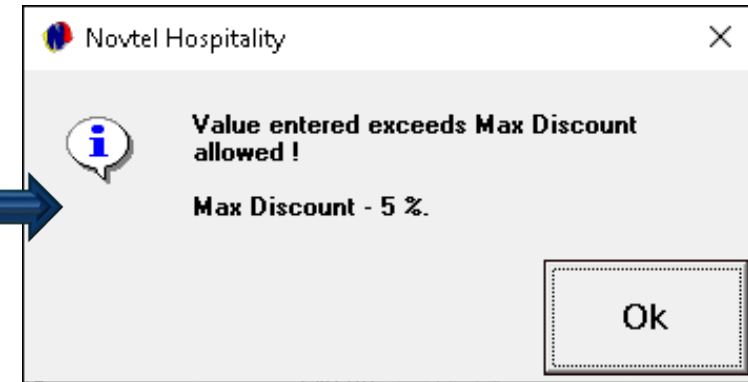 Novtel Hospitality
Value entered exceeds Max Discount
allowed !
Max Discount - 5 %.
Ok